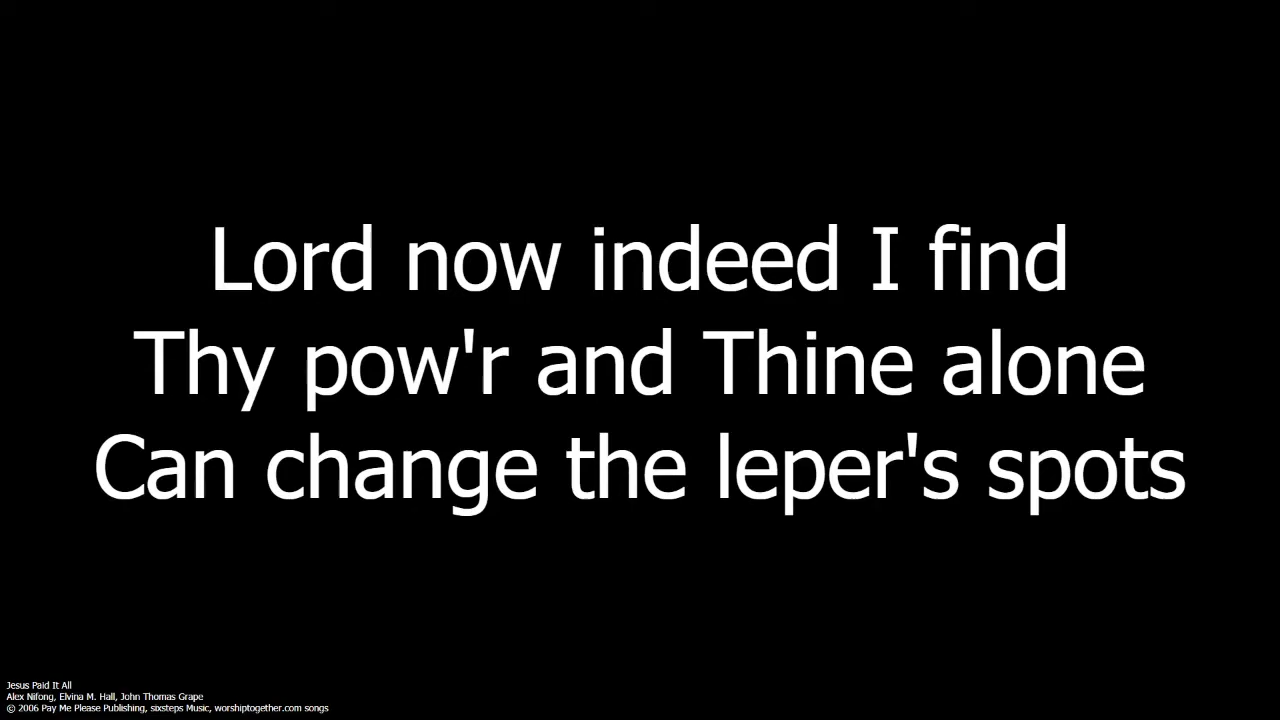 Lord now indeed I find
Thy pow'r and Thine alone
Can change the leper's spots
Jesus Paid It All
Alex Nifong, Elvina M. Hall, John Thomas Grape
© 2006 Pay Me Please Publishing, sixsteps Music, worshiptogether.com songs